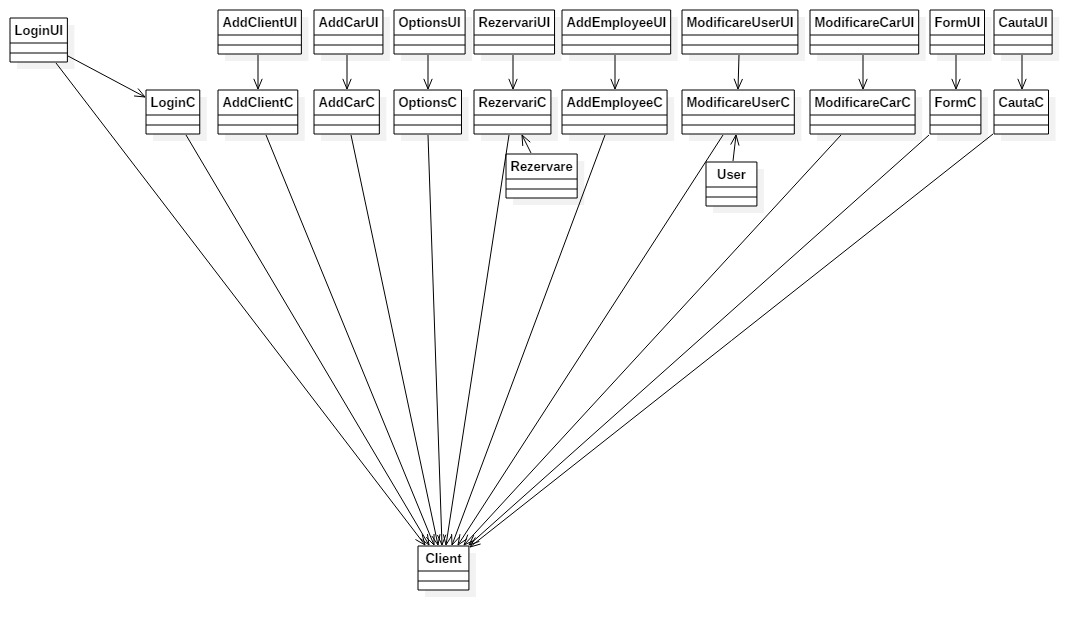 LoginUI
AddClientUI
AddCarUI
OptionsUI
RezervariUI
AddEmployeeUI
ModificareUserUI
ModificareCarUI
FormUI
CautaUI
LoginC
AddClientC
AddCarC
OptionsC
RezervariC
AddEmployeeC
ModificareUserC
ModificareCarC
FormC
CautaC
Rezervare
User
Client